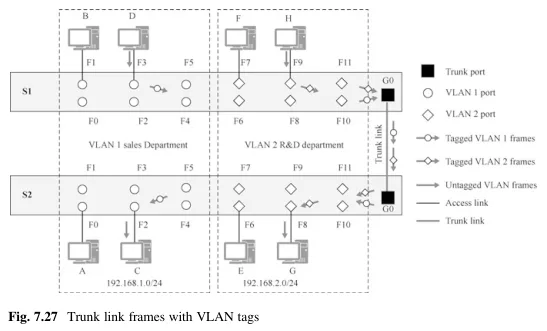 B D F H
F1 F3 F5 F7 F9 F11
G0
S1
F0 F2 F4 F6 F8 F10
VLAN 1 sales Department VLAN 2 R&D department
Trunk link
F1 F3 F5 F7 F9 F11
S2
G0
F0 F2 F4 F6 F8 F10
A C E G
192.168.1.0/24 192.168.2.0/24
Trunk port
VLAN 1 port
VLAN 2 port
Tagged VLAN 1 frames
Tagged VLAN 2 frames
Untagged VLAN frames
Access link
Trunk link
Fig. 7.27 Trunk link frames with VLAN tags